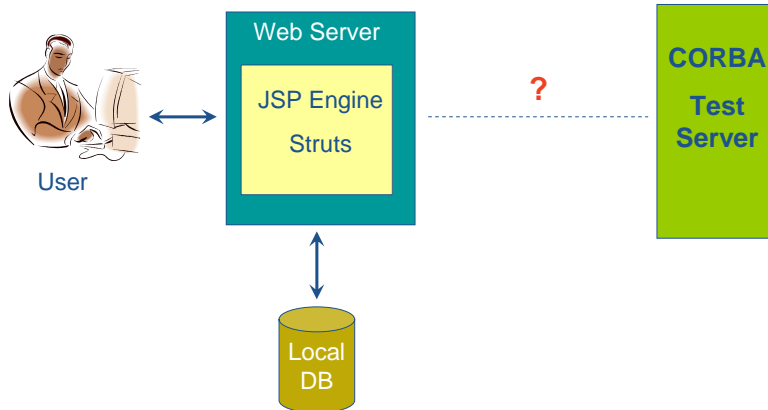 Web Server
JSP Engine
Struts
User
?
CORBA
Test
Server
Local
DB